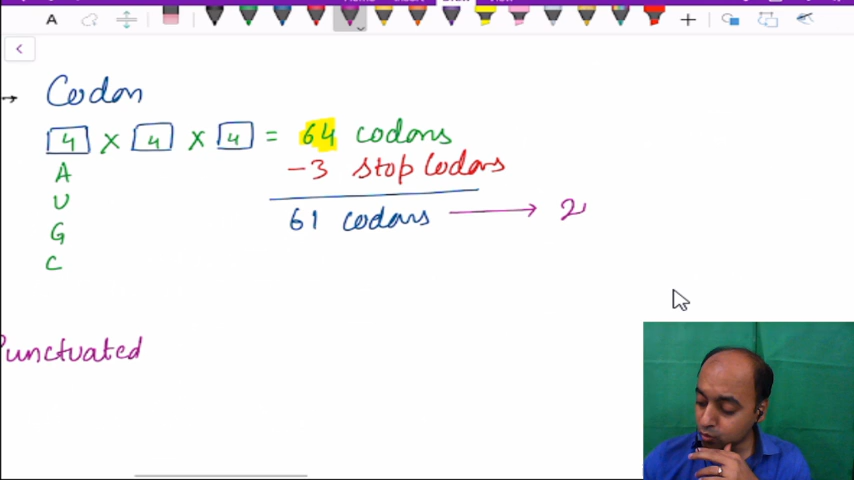 Codon
4 × 4 × 4 = 64 codons
A
-3 stop Codons
U
61 codons → 2
G
C
Punctuated